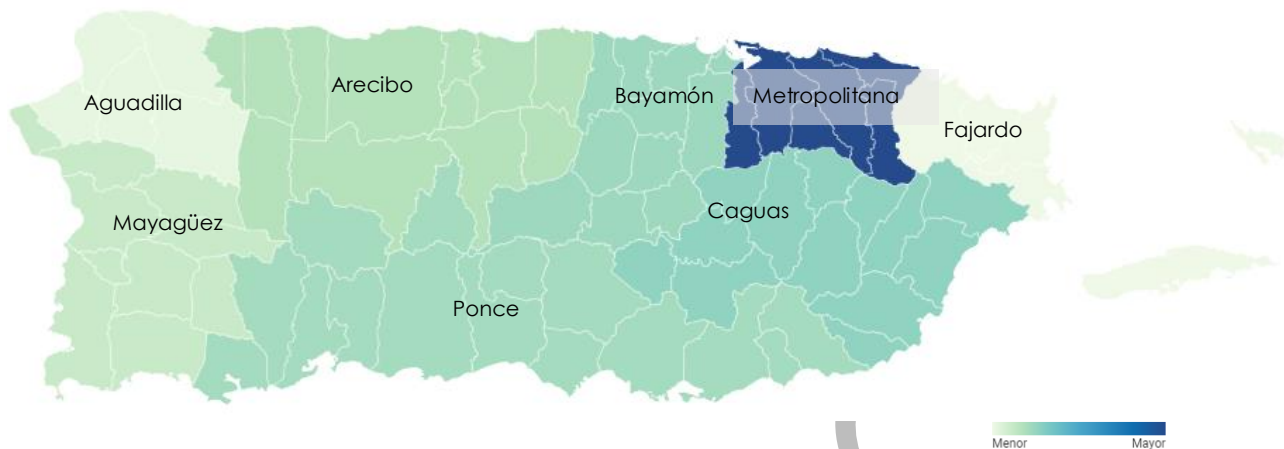 Arecibo
Aguadilla
Bayamón
Metropolitana
Fajardo
Mayagüez
Caguas
Ponce
Menor
Mayor